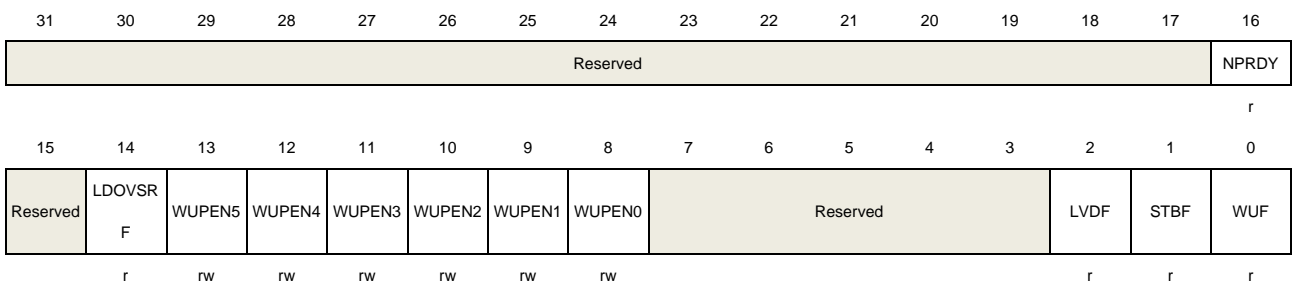 31 30 29 28 27 26 25 24 23 22 21 20 19 18 17 16
Reserved NPRDY
r
15 14 13 12 11 10 9 8 7 6 5 4 3 2 1 0
Reserved LDOVSR
F WUPEN5 WUPEN4 WUPEN3 WUPEN2 WUPEN1 WUPEN0 Reserved LVDF STBF WUF
r rw rw rw rw rw rw r r r